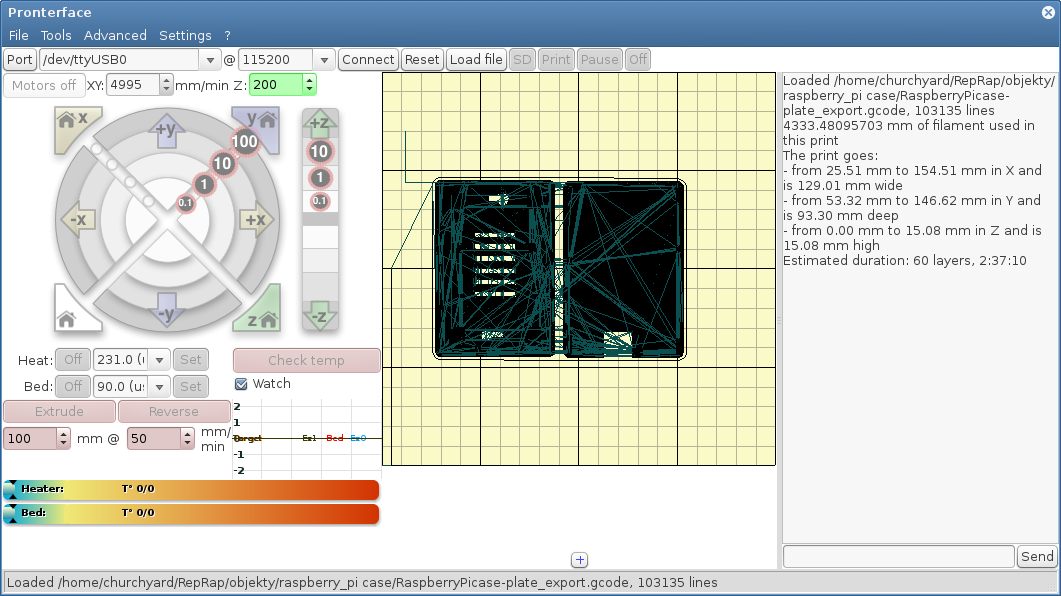 Pronterface
File Tools Advanced Settings ?
Port /dev/ttyUSB0 @ 115200 Connect Reset Load file SD Print Pause Off
Motors off XY: 4995 mm/min Z: 200
x
y
+y
+z
100
10
1
0.1
10
1
0.1
-x
+x
-y
z
-z
Heat: Off 231.0 ( Set Check temp
Bed: Off 90.0 (u Set Watch
Extrude Reverse
100 mm @ 50 mm/
min
2
1
Target Ex1 Bed Ex0
-1
-2
Heater: T° 0/0
Bed: T° 0/0
Loaded /home/churchyard/RepRap/objekty/
raspberry_pi case/RaspberryPicase-
plate_export.gcode, 103135 lines
4333.48095703 mm of filament used in
this print
The print goes:
- from 25.51 mm to 154.51 mm in X and
is 129.01 mm wide
- from 53.32 mm to 146.62 mm in Y and
is 93.30 mm deep
- from 0.00 mm to 15.08 mm in Z and is
15.08 mm high
Estimated duration: 60 layers, 2:37:10
+
Send
Loaded /home/churchyard/RepRap/objekty/raspberry_pi case/RaspberryPicase-plate_export.gcode, 103135 lines